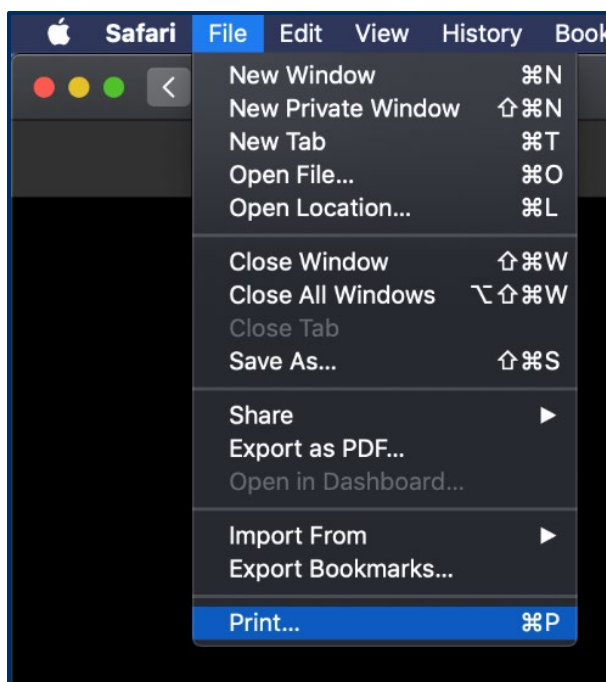 Safari File Edit View History Book
New Window ⌘N
New Private Window ⇧⌘N
New Tab ⌘T
Open File... ⌘O
Open Location... ⌘L
Close Window ⇧⌘W
Close All Windows ⌥⇧⌘W
Close Tab
Save As... ⇧⌘S
Share ▶
Export as PDF...
Open in Dashboard...
Import From ▶
Export Bookmarks...
Print... ⌘P